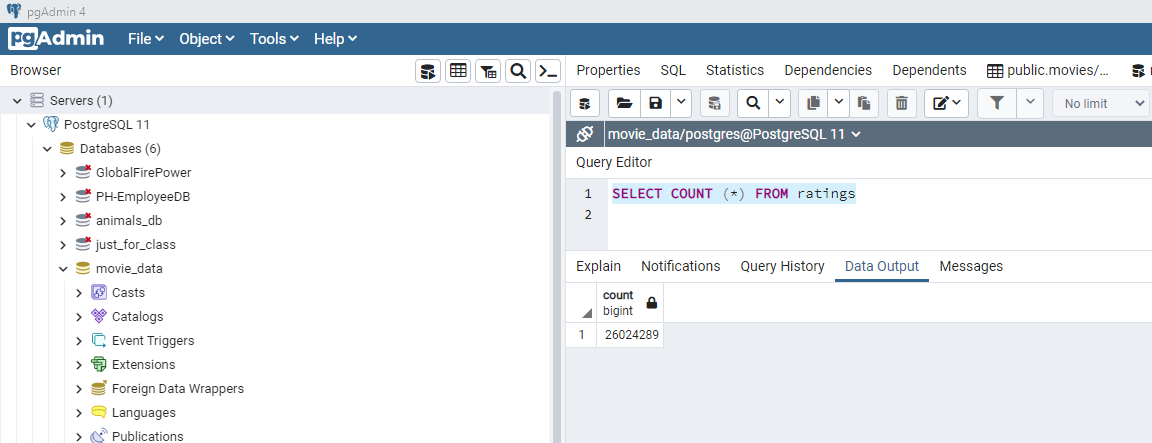 pgAdmin 4
pgAdmin File Object Tools Help
Browser
Servers (1)
PostgreSQL 11
Databases (6)
GlobalFirePower
PH-EmployeeDB
animals_db
just_for_class
movie_data
Casts
Catalogs
Event Triggers
Extensions
Foreign Data Wrappers
Languages
Publications
Properties SQL Statistics Dependencies Dependents public.movies/...
No limit
movie_data/postgres@PostgreSQL 11
Query Editor
1 SELECT COUNT (*) FROM ratings
2
Explain Notifications Query History Data Output Messages
count
bigint
1 26024289